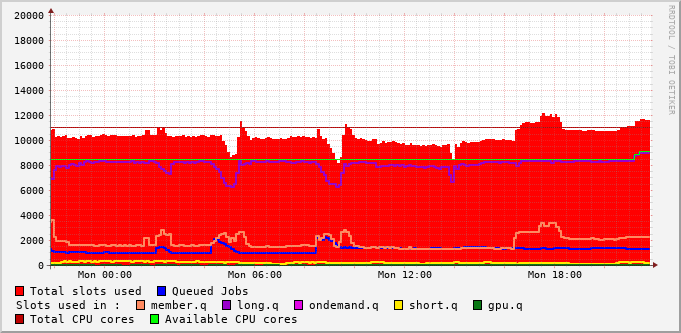 20000
18000
16000
14000
12000
10000
8000
6000
4000
2000
0
Mon 00:00 Mon 06:00 Mon 12:00 Mon 18:00
Total slots used Queued Jobs
Slots used in : member.q long.q ondemand.q short.q gpu.q
Total CPU cores Available CPU cores
RRDTOOL / TOBI OETIKER